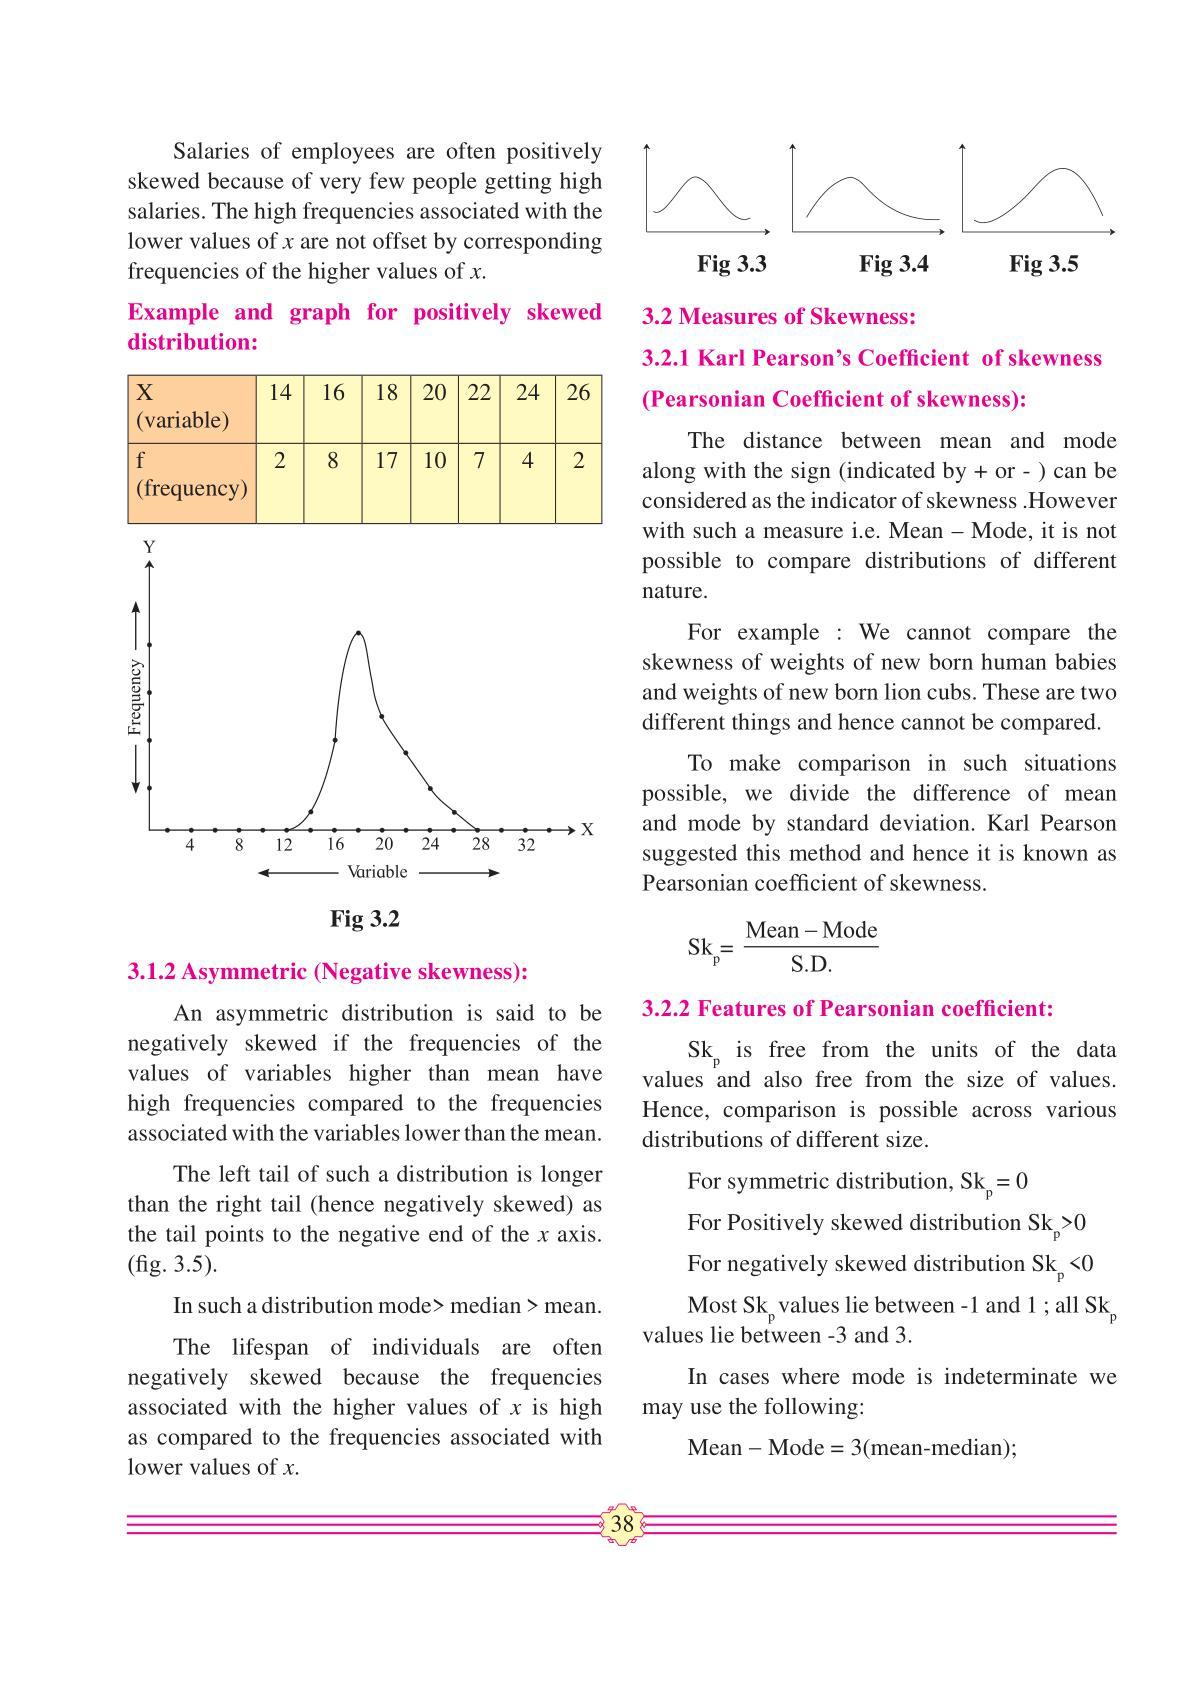 Salaries of employees are often positively
skewed because of very few people getting high
salaries. The high frequencies associated with the
lower values of x are not offset by corresponding
frequencies of the higher values of x.
Example and graph for positively skewed
distribution:
X (variable) 14 16 18 20 22 24 26
f (frequency) 2 8 17 10 7 4 2
Y
Frequency
X
4 8 12 16 20 24 28 32
Variable
Fig 3.2
3.1.2 Asymmetric (Negative skewness):
An asymmetric distribution is said to be
negatively skewed if the frequencies of the
values of variables higher than mean have
high frequencies compared to the frequencies
associated with the variables lower than the mean.
The left tail of such a distribution is longer
than the right tail (hence negatively skewed) as
the tail points to the negative end of the x axis.
(fig. 3.5).
In such a distribution mode> median > mean.
The lifespan of individuals are often
negatively skewed because the frequencies
associated with the higher values of x is high
as compared to the frequencies associated with
lower values of x.
Fig 3.3 Fig 3.4 Fig 3.5
3.2 Measures of Skewness:
3.2.1 Karl Pearson’s Coefficient of skewness
(Pearsonian Coefficient of skewness):
The distance between mean and mode
along with the sign (indicated by + or - ) can be
considered as the indicator of skewness .However
with such a measure i.e. Mean – Mode, it is not
possible to compare distributions of different
nature.
For example : We cannot compare the
skewness of weights of new born human babies
and weights of new born lion cubs. These are two
different things and hence cannot be compared.
To make comparison in such situations
possible, we divide the difference of mean
and mode by standard deviation. Karl Pearson
suggested this method and hence it is known as
Pearsonian coefficient of skewness.
Skp= Mean – Mode
S.D.
3.2.2 Features of Pearsonian coefficient:
Skp is free from the units of the data
values and also free from the size of values.
Hence, comparison is possible across various
distributions of different size.
For symmetric distribution, Skp = 0
For Positively skewed distribution Skp>0
For negatively skewed distribution Skp <0
Most Skp values lie between -1 and 1 ; all Skp
values lie between -3 and 3.
In cases where mode is indeterminate we
may use the following:
Mean – Mode = 3(mean-median);
38